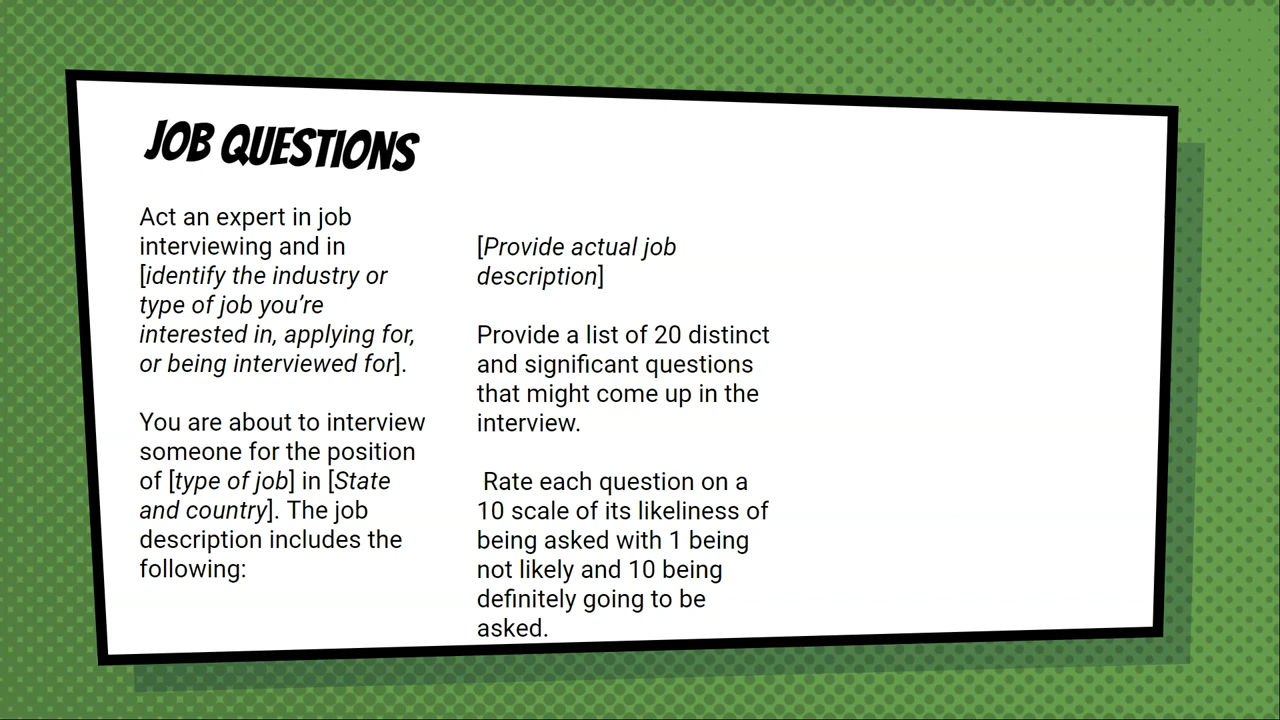 JOB QUESTIONS
Act an expert in job
interviewing and in
[identify the industry or
type of job you’re
interested in, applying for,
or being interviewed for].
You are about to interview
someone for the position
of [type of job] in [State
and country]. The job
description includes the
following:
[Provide actual job
description]
Provide a list of 20 distinct
and significant questions
that might come up in the
interview.
Rate each question on a
10 scale of its likeliness of
being asked with 1 being
not likely and 10 being
definitely going to be
asked.